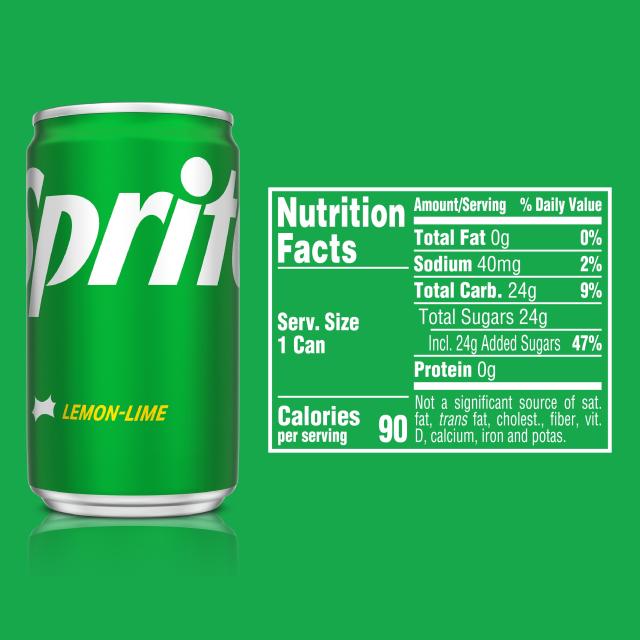 Sprite
LEMON-LIME
Nutrition
Facts
Serv. Size
1 Can
Calories
per serving
90
Amount/Serving % Daily Value
Total Fat 0g 0%
Sodium 40mg 2%
Total Carb. 24g 9%
Total Sugars 24g
Incl. 24g Added Sugars 47%
Protein 0g
Not a significant source of sat.
fat, trans fat, cholest., fiber, vit.
D, calcium, iron and potas.